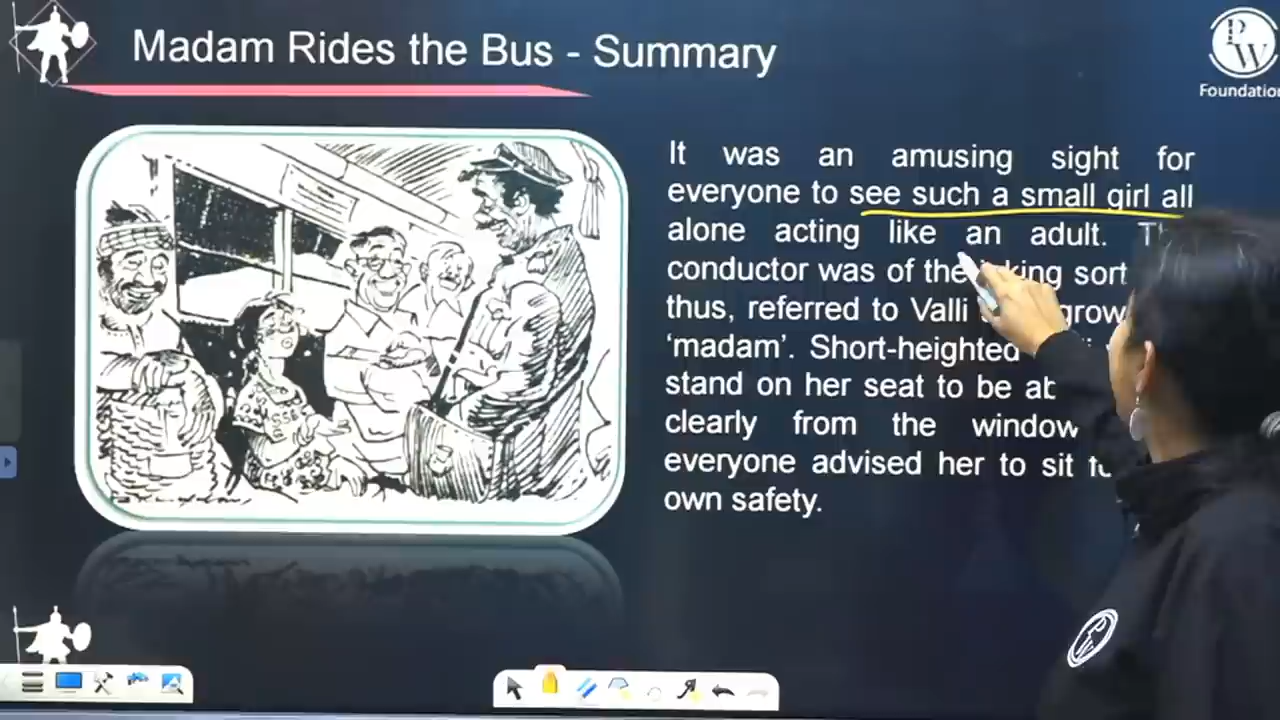 Madam Rides the Bus - Summary
PW
Foundation
It was an amusing sight for
everyone to see such a small girl all
alone acting like an adult.
conductor was of the sort
thus, referred to Valli
'madam'. Short-heighted
stand on her seat to be
clearly from the window
everyone advised her to sit
own safety.